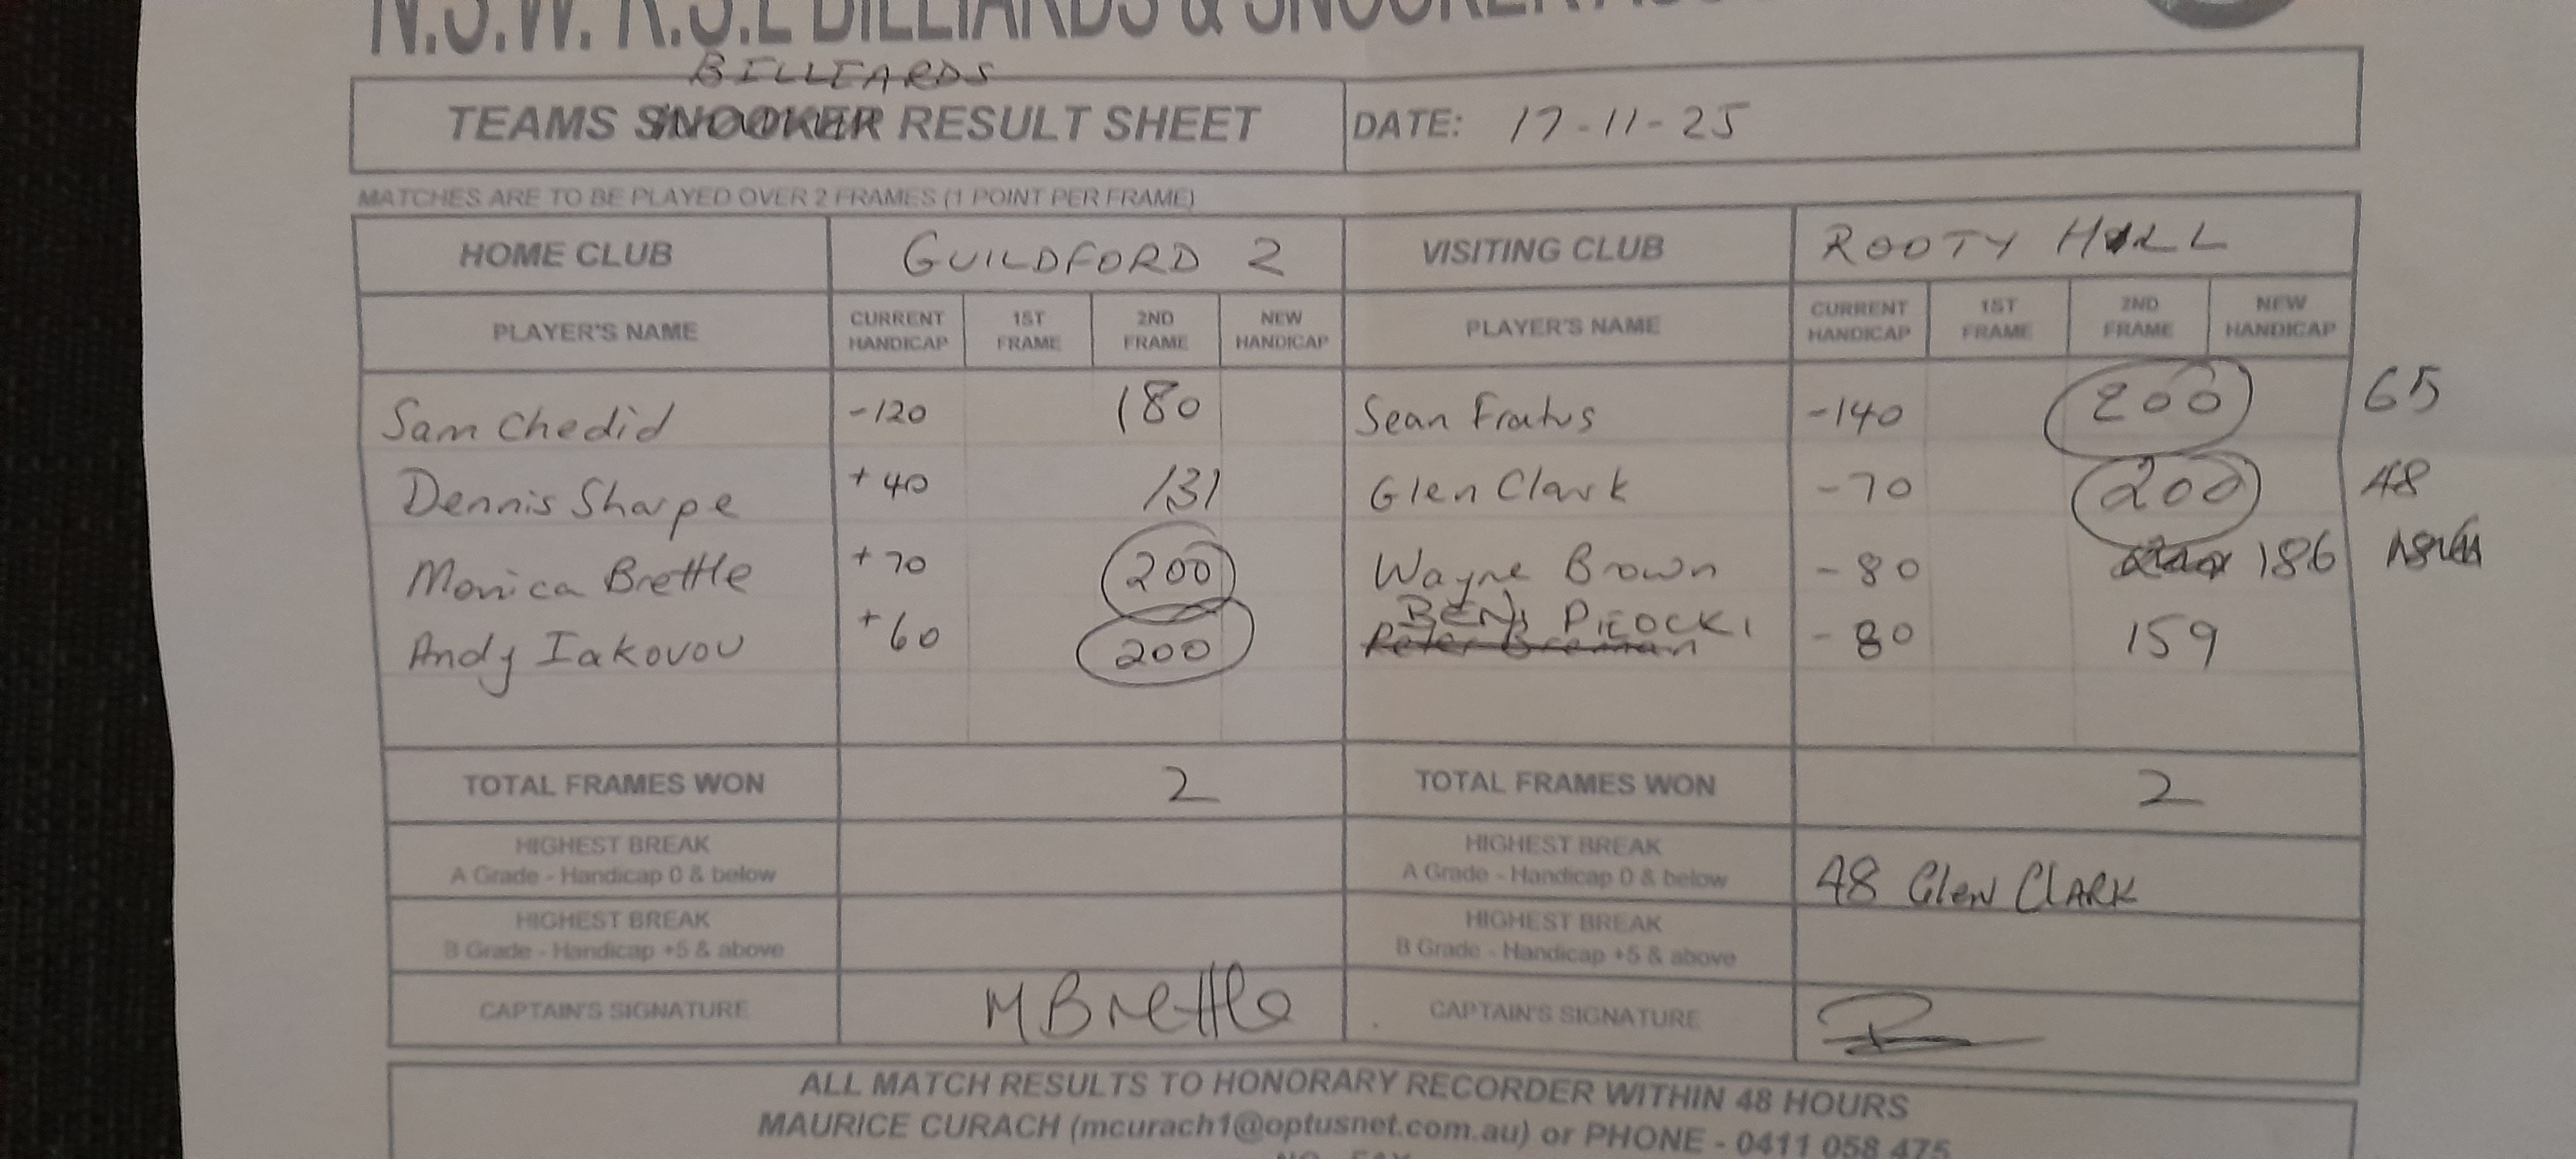 N.S.W. R.S.L BILLIARDS & SNOOKER
BILLIARDS
TEAMS SNOOKER RESULT SHEET DATE: 17-11-25
MATCHES ARE TO BE PLAYED OVER 2 FRAMES (1 POINT PER FRAME)
HOME CLUB GUILDFORD 2 VISITING CLUB ROOTY HILL
PLAYER'S NAME CURRENT HANDICAP 1ST FRAME 2ND FRAME NEW HANDICAP PLAYER'S NAME CURRENT HANDICAP 1ST FRAME 2ND FRAME NEW HANDICAP
Sam Chedid -120 180 Sean Fratus -140 200 65
Dennis Sharpe +40 131 Glen Clark -70 200 48
Monica Brettle +70 200 Wayne Brown -80 186
BENJ PICOCKI
Andy Iakovou +60 200 Peter Brennan -80 159
TOTAL FRAMES WON 2 TOTAL FRAMES WON 2
HIGHEST BREAK HIGHEST BREAK
A Grade - Handicap 0 & below A Grade - Handicap 0 & below 48 Glen CLARK
HIGHEST BREAK HIGHEST BREAK
B Grade - Handicap +5 & above B Grade - Handicap +5 & above
CAPTAIN'S SIGNATURE M Brettle CAPTAIN'S SIGNATURE
ALL MATCH RESULTS TO HONORARY RECORDER WITHIN 48 HOURS
MAURICE CURACH (mcurach1@optusnet.com.au) or PHONE - 0411 058 475